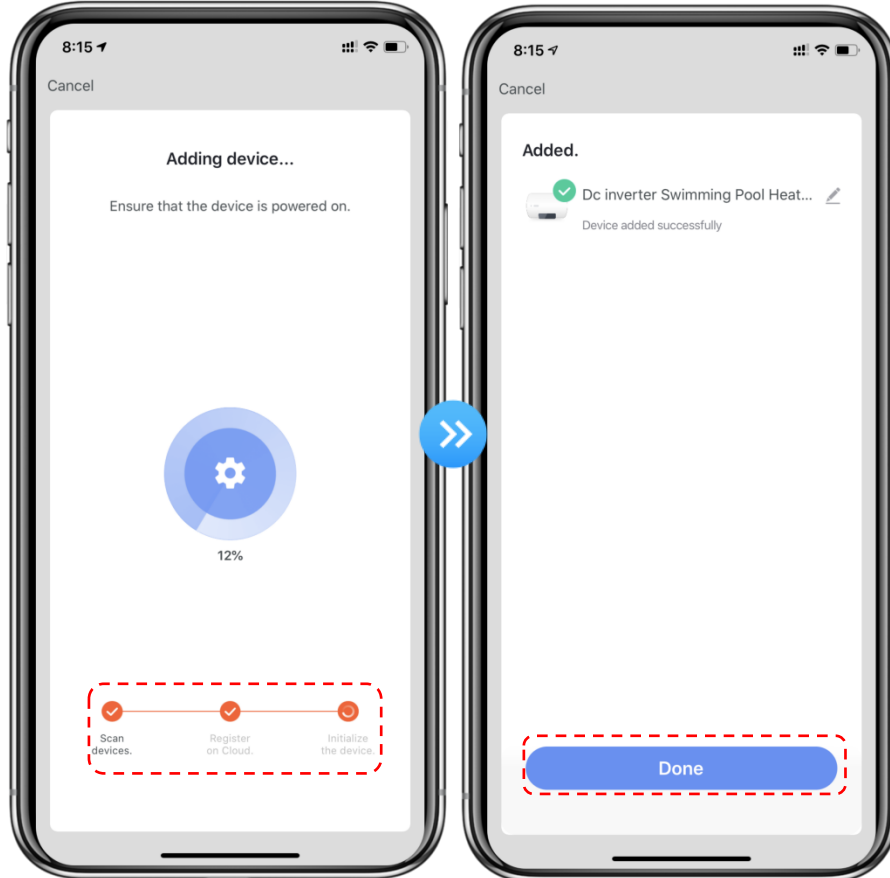 8:15
Cancel
Adding device...
Ensure that the device is powered on.
12%
Scan
devices.
Register
on Cloud.
Initialize
the device.
8:15
Cancel
Added.
Dc inverter Swimming Pool Heat...
Device added successfully
Done